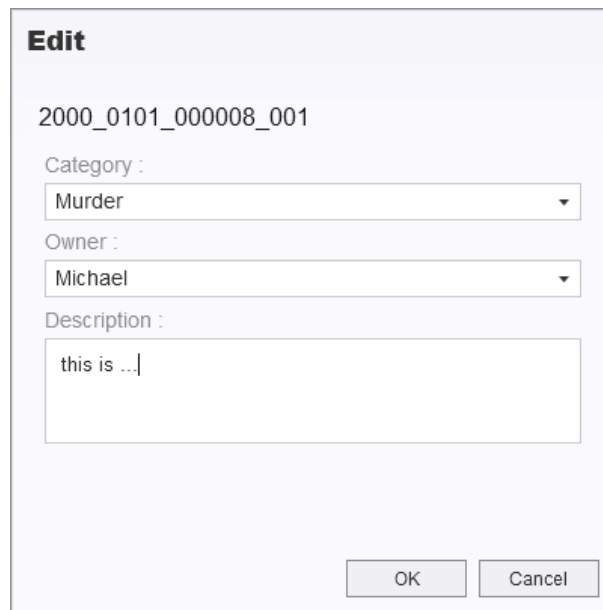 Edit
2000_0101_000008_001
Category :
Murder
Owner :
Michael
Description :
this is ...
OK Cancel